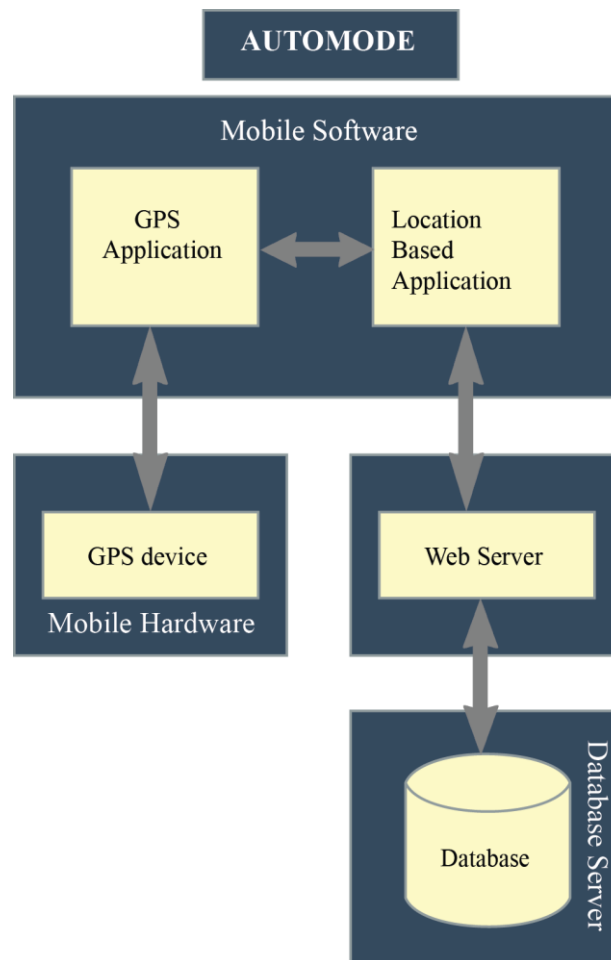 AUTOMODE
Mobile Software
GPS
Application
Location
Based
Application
GPS device
Mobile Hardware
Web Server
Database
Database Server